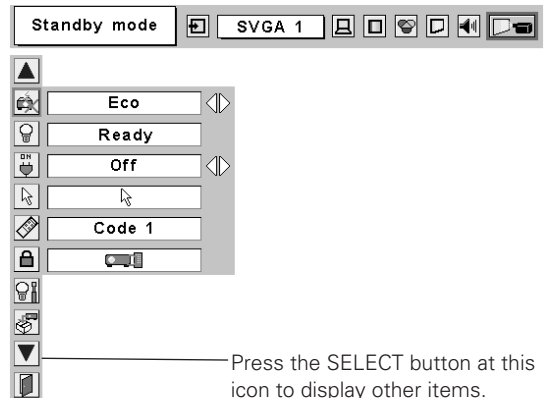 Standby mode
SVGA 1
Eco
Ready
ON
Off
Code 1
Press the SELECT button at this
icon to display other items.